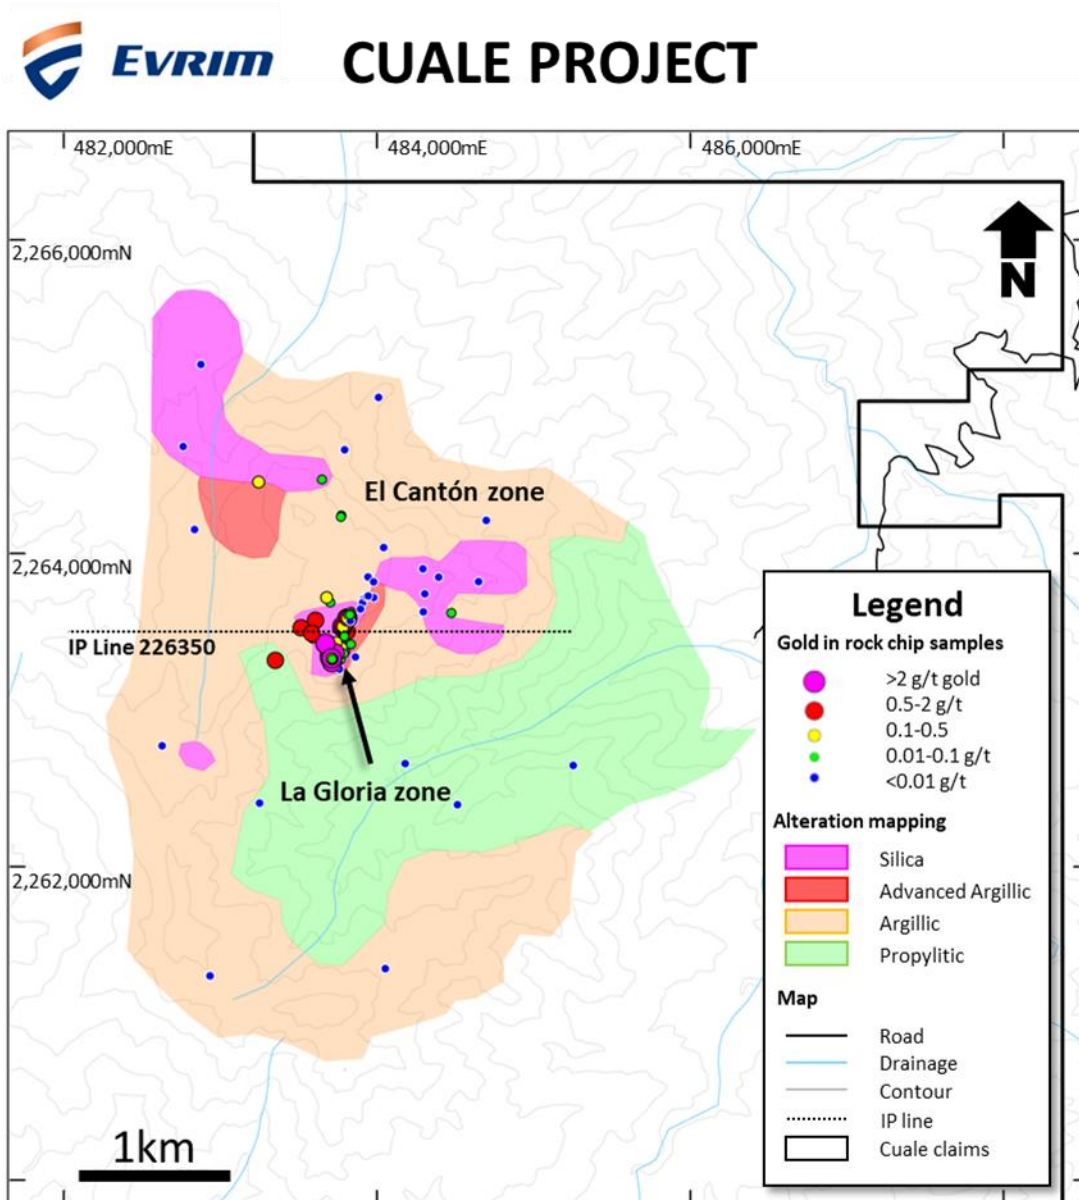 EVRIM
CUALE PROJECT
482,000mE
484,000mE
486,000mE
2,266,000mN
N
El Cantón zone
2,264,000mN
IP Line 226350
La Gloria zone
2,262,000mN
1km
Legend
Gold in rock chip samples
>2 g/t gold
0.5-2 g/t
0.1-0.5
0.01-0.1 g/t
<0.01 g/t
Alteration mapping
Silica
Advanced Argillic
Argillic
Propylitic
Map
Road
Drainage
Contour
IP line
Cuale claims